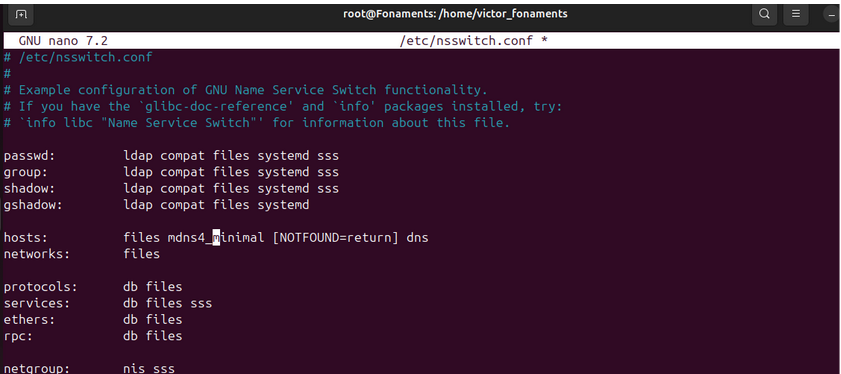 root@Fonaments: /home/victor_fonaments
GNU nano 7.2 /etc/nsswitch.conf *
# /etc/nsswitch.conf
#
# Example configuration of GNU Name Service Switch functionality.
# If you have the `glibc-doc-reference' and `info' packages installed, try:
# `info libc "Name Service Switch"' for information about this file.
passwd: ldap compat files systemd sss
group: ldap compat files systemd sss
shadow: ldap compat files systemd sss
gshadow: ldap compat files systemd
hosts: files mdns4_minimal [NOTFOUND=return] dns
networks: files
protocols: db files
services: db files sss
ethers: db files
rpc: db files
netgroup: nis sss